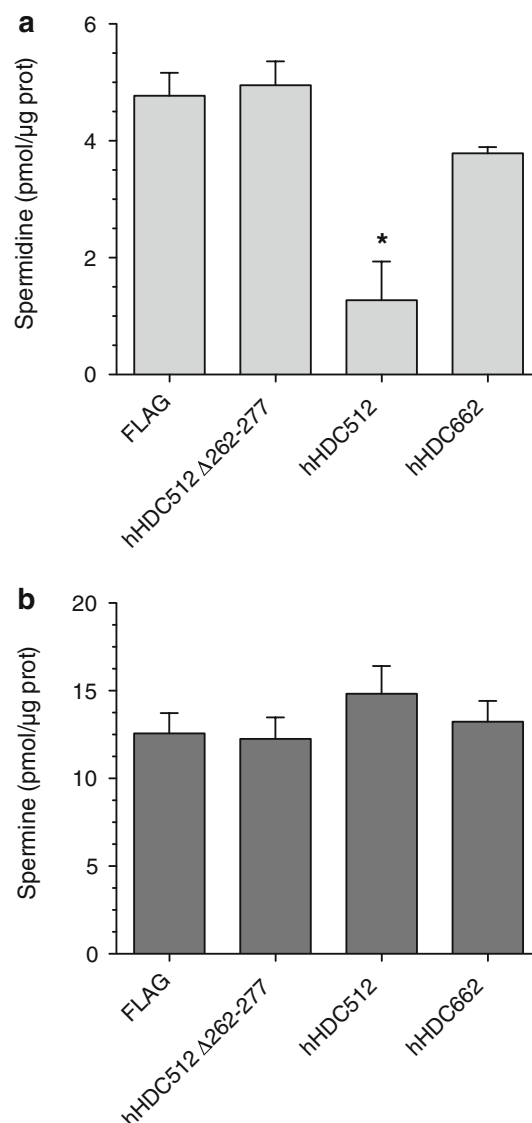 a
Spermidine (pmol/µg prot)
6
4
2
0
*
FLAG
hHDC512 Δ262-277
hHDC512
hHDC662
b
Spermine (pmol/µg prot)
20
15
10
5
0
FLAG
hHDC512 Δ262-277
hHDC512
hHDC662